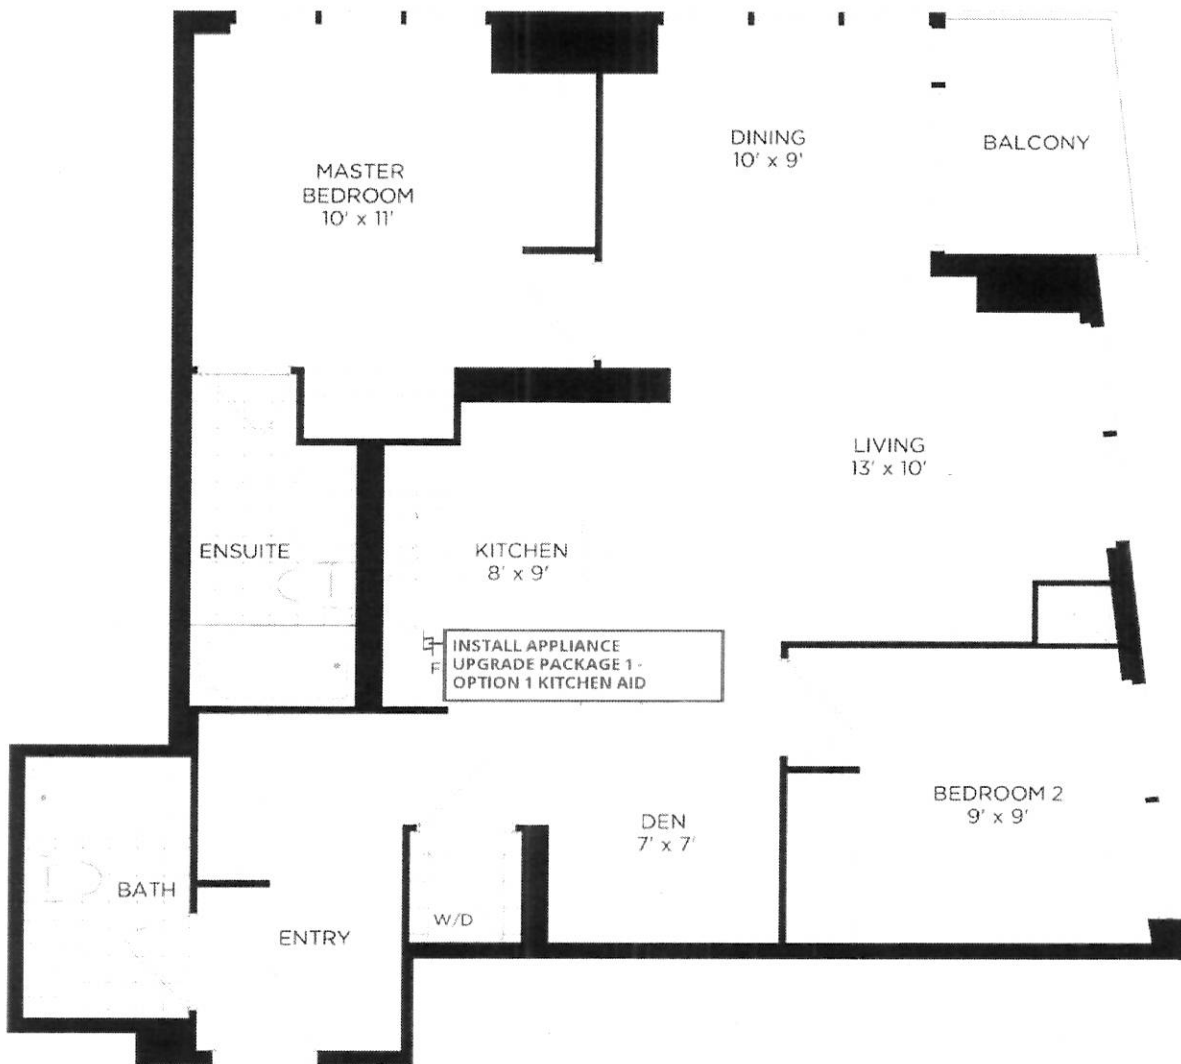 DINING
10' x 9'
BALCONY
MASTER
BEDROOM
10' x 11'
LIVING
13' x 10'
ENSUITE
KITCHEN
8' x 9'
INSTALL APPLIANCE
UPGRADE PACKAGE 1 -
OPTION 1 KITCHEN AID
F
BEDROOM 2
9' x 9'
DEN
7' x 7'
BATH
W/D
ENTRY